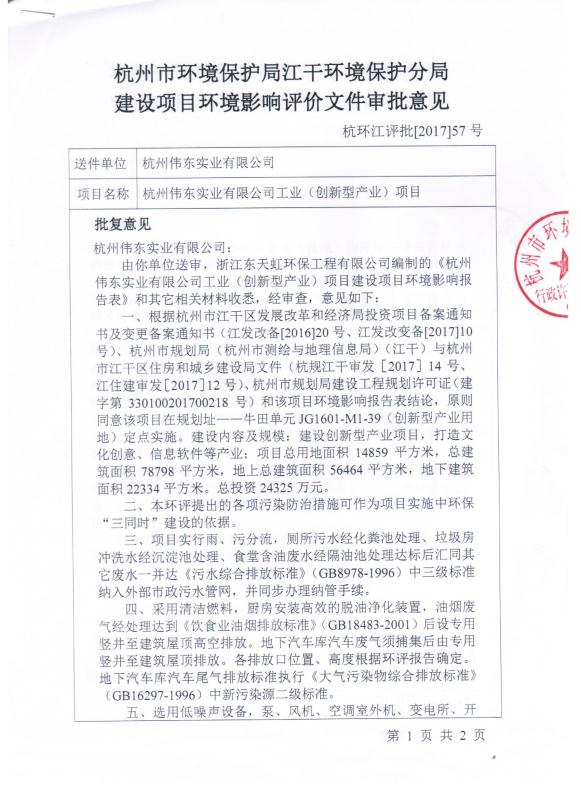 杭州市环境保护局江干环境保护分局
建设项目环境影响评价文件审批意见
杭环江评批[2017]57 号
送件单位 杭州伟东实业有限公司
项目名称 杭州伟东实业有限公司工业（创新型产业）项目
批复意见
杭州伟东实业有限公司：
由你单位送审，浙江东天虹环保工程有限公司编制的《杭州
伟东实业有限公司工业（创新型产业）项目建设项目环境影响报
告表》和其它相关材料收悉，经审查，意见如下：
一、根据杭州市江干区发展改革和经济局投资项目备案通知
书及变更备案通知书（江发改备[2016]20 号、江发改变备[2017]10
号）、杭州市规划局（杭州市测绘与地理信息局）（江干）与杭州
市江干区住房和城乡建设局文件（杭规江干审发［2017］14 号、
江住建审发［2017］12 号）、杭州市规划局建设工程规划许可证（建
字第 330100201700218 号）和该项目环境影响报告表结论，原则
同意该项目在规划址——牛田单元 JG1601-M1-39（创新型产业用
地）定点实施。建设内容及规模：建设创新型产业项目，打造文
化创意、信息软件等产业；项目总用地面积 14859 平方米，总建
筑面积 78798 平方米，地上总建筑面积 56464 平方米，地下建筑
面积 22334 平方米。总投资 24325 万元。
二、本环评提出的各项污染防治措施可作为项目实施中环保
“三同时”建设的依据。
三、项目实行雨、污分流，厕所污水经化粪池处理、垃圾房
冲洗水经沉淀池处理、食堂含油废水经隔油池处理达标后汇同其
它废水一并达《污水综合排放标准》（GB8978-1996）中三级标准
纳入外部市政污水管网，并同步办理纳管手续。
四、采用清洁燃料，厨房安装高效的脱油净化装置，油烟废
气经处理达到《饮食业油烟排放标准》（GB18483-2001）后设专用
竖井至建筑屋顶高空排放。地下汽车库汽车废气须捕集后由专用
竖井至建筑屋顶排放。各排放口位置、高度根据环评报告确定。
地下汽车库汽车尾气排放标准执行《大气污染物综合排放标准》
（GB16297-1996）中新污染源二级标准。
五、选用低噪声设备，泵、风机、空调室外机、变电所、开
第 1 页 共 2 页
杭州市环境
行政许